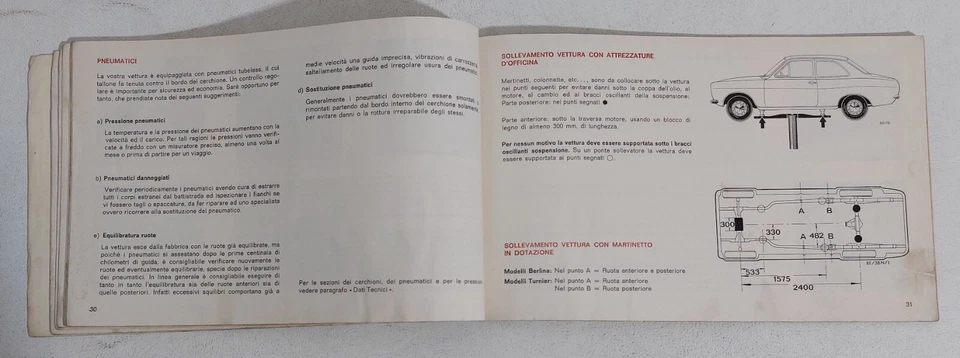 PNEUMATICI
La vostra vettura è equipaggiata con pneumatici tubeless, il cui
tallone fa tenuta contro il bordo del cerchione. Un controllo rego-
lare è importante per sicurezza ed economia. Sarà opportuno per
tanto, che prendiate nota dei seguenti suggerimenti.
a) Pressione pneumatici
La temperatura e la pressione dei pneumatici aumentano con la
velocità ed il carico. Per tali ragioni le pressioni vanno verifi-
cate a freddo con un misuratore preciso, almeno una volta al
mese o prima di partire per un viaggio.
b) Pneumatici danneggiati
Verificare periodicamente i pneumatici avendo cura di estrarre
tutti i corpi estranei dal battistrada ed ispezionare i fianchi se
vi fossero tagli o spaccature, da far riparare ad uno specialista
ovvero ricorrere alla sostituzione del pneumatico.
c) Equilibratura ruote
La vettura esce dalla fabbrica con le ruote già equilibrate, ma
poichè i pneumatici si assestano dopo le prime centinaia di
chilometri di guida, è consigliabile verificare nuovamente le
ruote ed eventualmente equilibrarle, specie dopo le riparazioni
dei pneumatici. In linea generale è consigliabile eseguire di
tanto in tanto l'equilibratura sia delle ruote anteriori sia di
quelle posteriori. Infatti eccessivi squilibri comportano già a
30
medie velocità una guida imprecisa, vibrazioni di carrozzeria,
saltellamento delle ruote ed irregolare usura dei pneumatici.
d) Sostituzione pneumatici
Generalmente i pneumatici dovrebbero essere smontati
rimontati partendo dal bordo interno del cerchione solamente
per evitare danni o la rottura irreparabile degli stessi.
Per le sezioni dei cerchioni, dei pneumatici e per le pressioni
vedere paragrafo « Dati Tecnici ».
SOLLEVAMENTO VETTURA CON ATTREZZATURE
D'OFFICINA
Martinetti, colonnette, etc...., sono da collocare sotto la vettura
nei punti seguenti per evitare danni sotto la coppa dell'olio, al
motore, al cambio ed ai bracci oscillanti della sospensione:
Parte posteriore: nei punti segnati ●
Parte anteriore: sotto la traversa motore, usando un blocco di
legno di almeno 300 mm. di lunghezza.
Per nessun motivo la vettura deve essere supportata sotto i bracci
oscillanti sospensione. Su un ponte sollevatore la vettura deve
essere supportata ai punti segnati ○.
SOLLEVAMENTO VETTURA CON MARTINETTO
IN DOTAZIONE
Modelli Berlina: Nel punto A = Ruota anteriore e posteriore
Modelli Turnier: Nel punto A = Ruota anteriore
Nel punto B = Ruota posteriore
A B
300
330
A 482 B
533
1575
2400
31